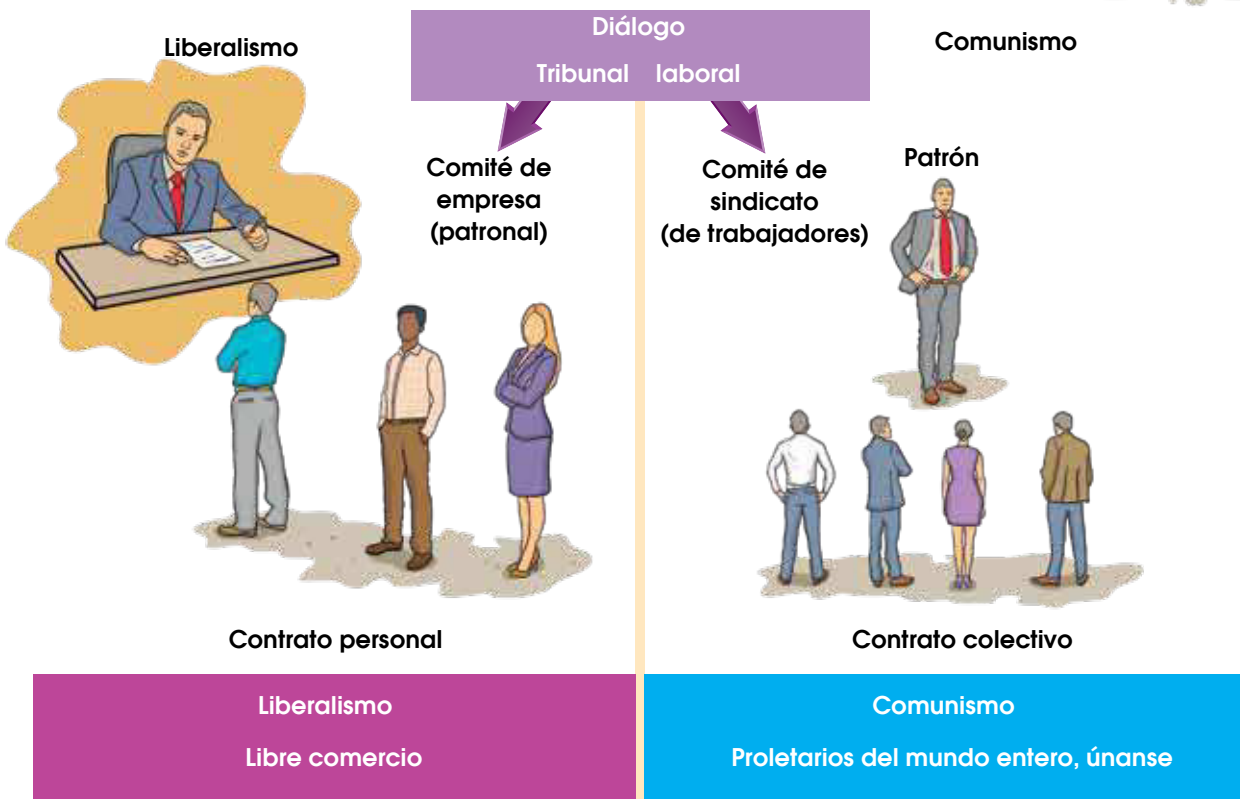 Liberalismo
Diálogo
Tribunal laboral
Comunismo
Comité de
empresa
(patronal)
Comité de
sindicato
(de trabajadores)
Patrón
Contrato personal
Contrato colectivo
Liberalismo
Libre comercio
Comunismo
Proletarios del mundo entero, únanse